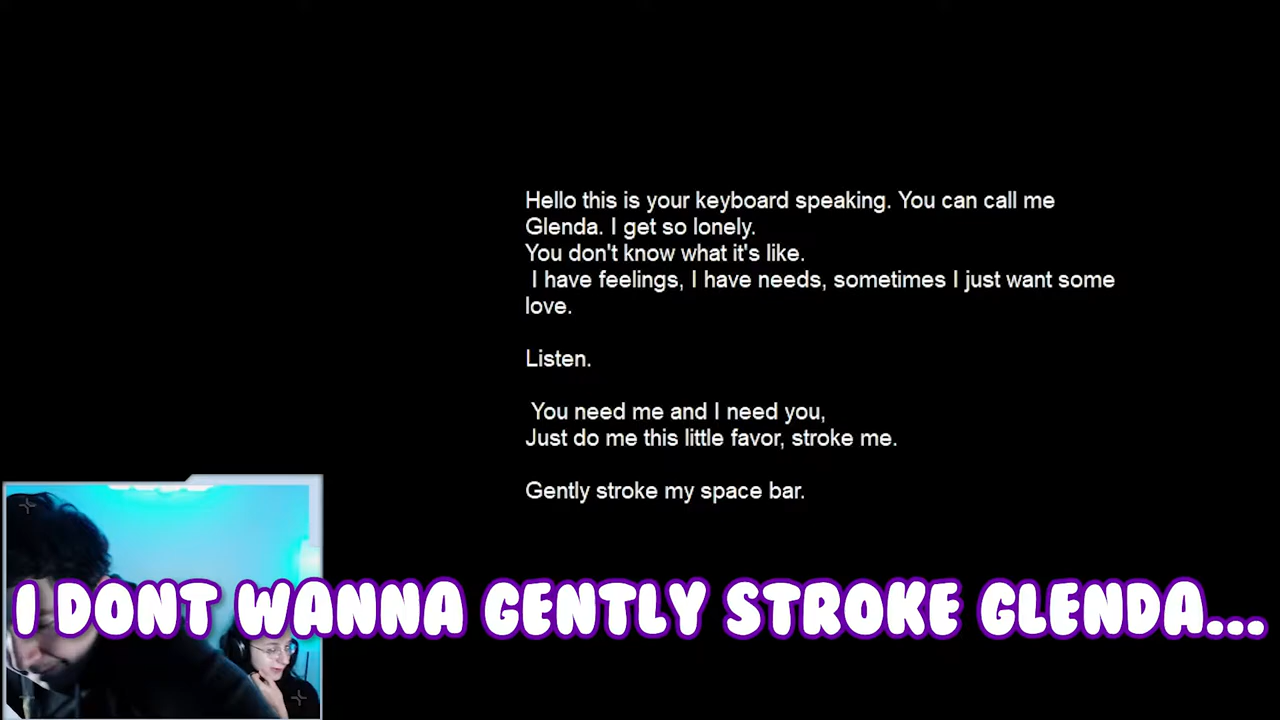 Hello this is your keyboard speaking. You can call me
Glenda. I get so lonely.
You don't know what it's like.
I have feelings, I have needs, sometimes I just want some
love.
Listen.
You need me and I need you,
Just do me this little favor, stroke me.
Gently stroke my space bar.
I DONT WANNA GENTLY STROKE GLENDA...